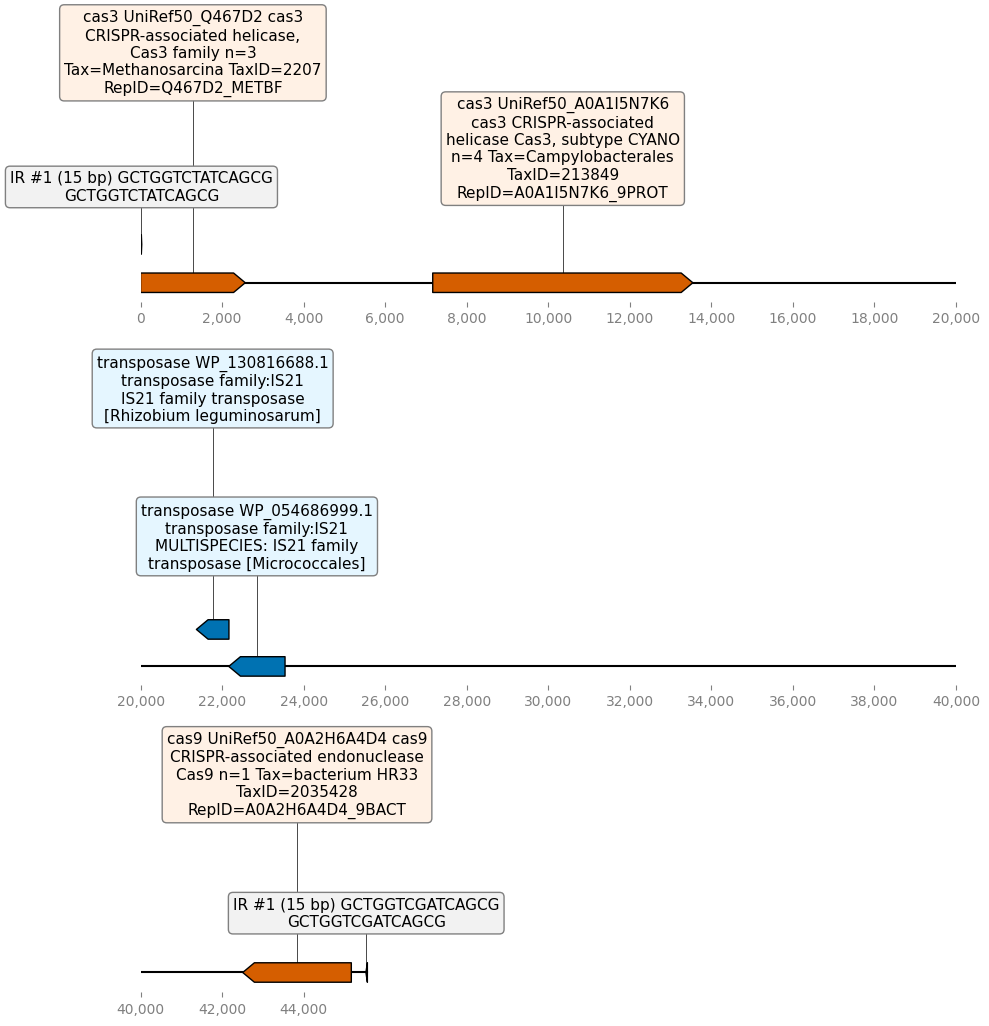 cas3 UniRef50_Q467D2 cas3
CRISPR-associated helicase,
Cas3 family n=3
Tax=Methanosarcina TaxID=2207
RepID=Q467D2_METBF
cas3 UniRef50_A0A1I5N7K6
cas3 CRISPR-associated
helicase Cas3, subtype CYANO
n=4 Tax=Campylobacterales
TaxID=213849
RepID=A0A1I5N7K6_9PROT
IR #1 (15 bp) GCTGGTCTATCAGCG
GCTGGTCTATCAGCG
0 2,000 4,000 6,000 8,000 10,000 12,000 14,000 16,000 18,000 20,000
transposase WP_130816688.1
transposase family:IS21
IS21 family transposase
[Rhizobium leguminosarum]
transposase WP_054686999.1
transposase family:IS21
MULTISPECIES: IS21 family
transposase [Micrococcales]
20,000 22,000 24,000 26,000 28,000 30,000 32,000 34,000 36,000 38,000 40,000
cas9 UniRef50_A0A2H6A4D4 cas9
CRISPR-associated endonuclease
Cas9 n=1 Tax=bacterium HR33
TaxID=2035428
RepID=A0A2H6A4D4_9BACT
IR #1 (15 bp) GCTGGTCGATCAGCG
GCTGGTCGATCAGCG
40,000 42,000 44,000